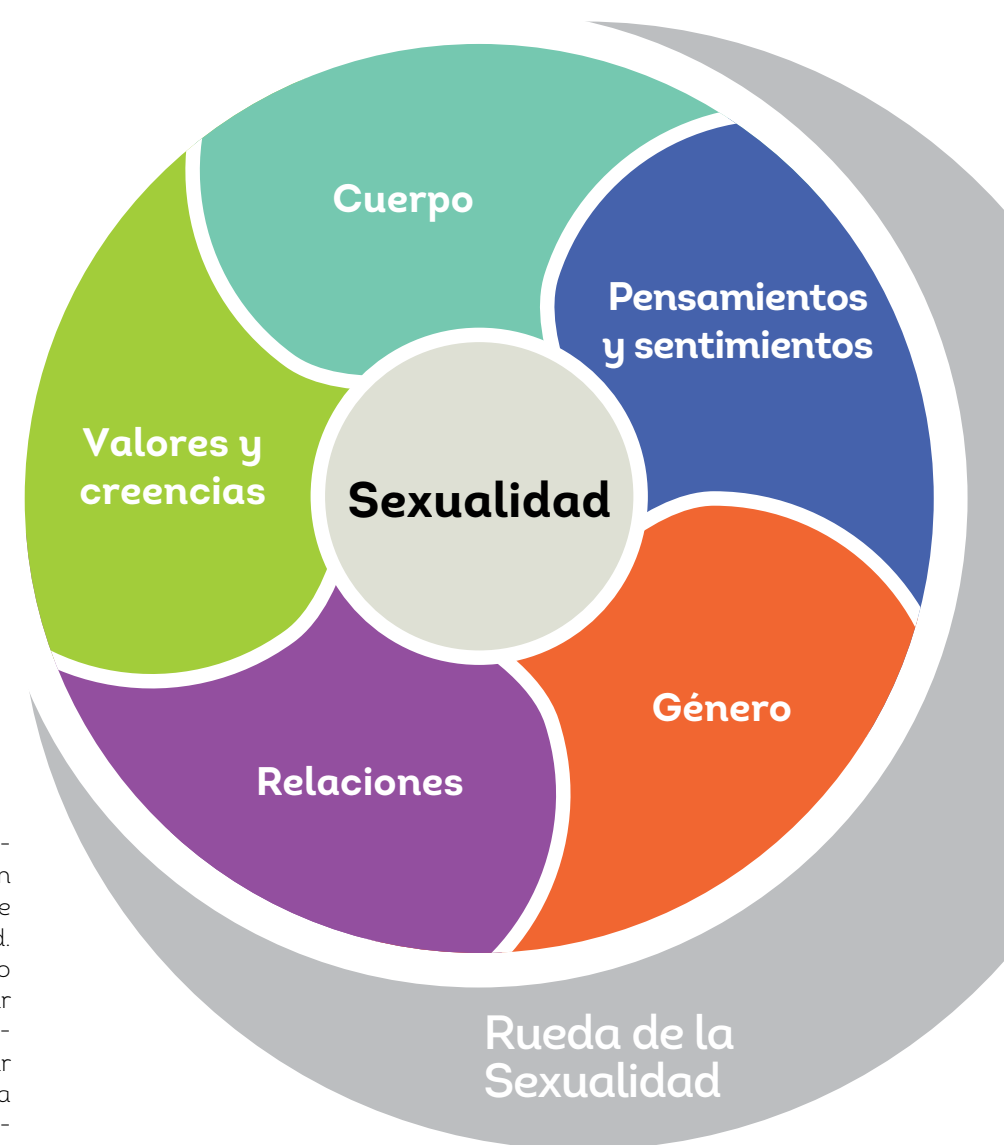 Cuerpo
Pensamientos
y sentimientos
Valores y
creencias
Sexualidad
Género
Relaciones
Rueda de la
Sexualidad